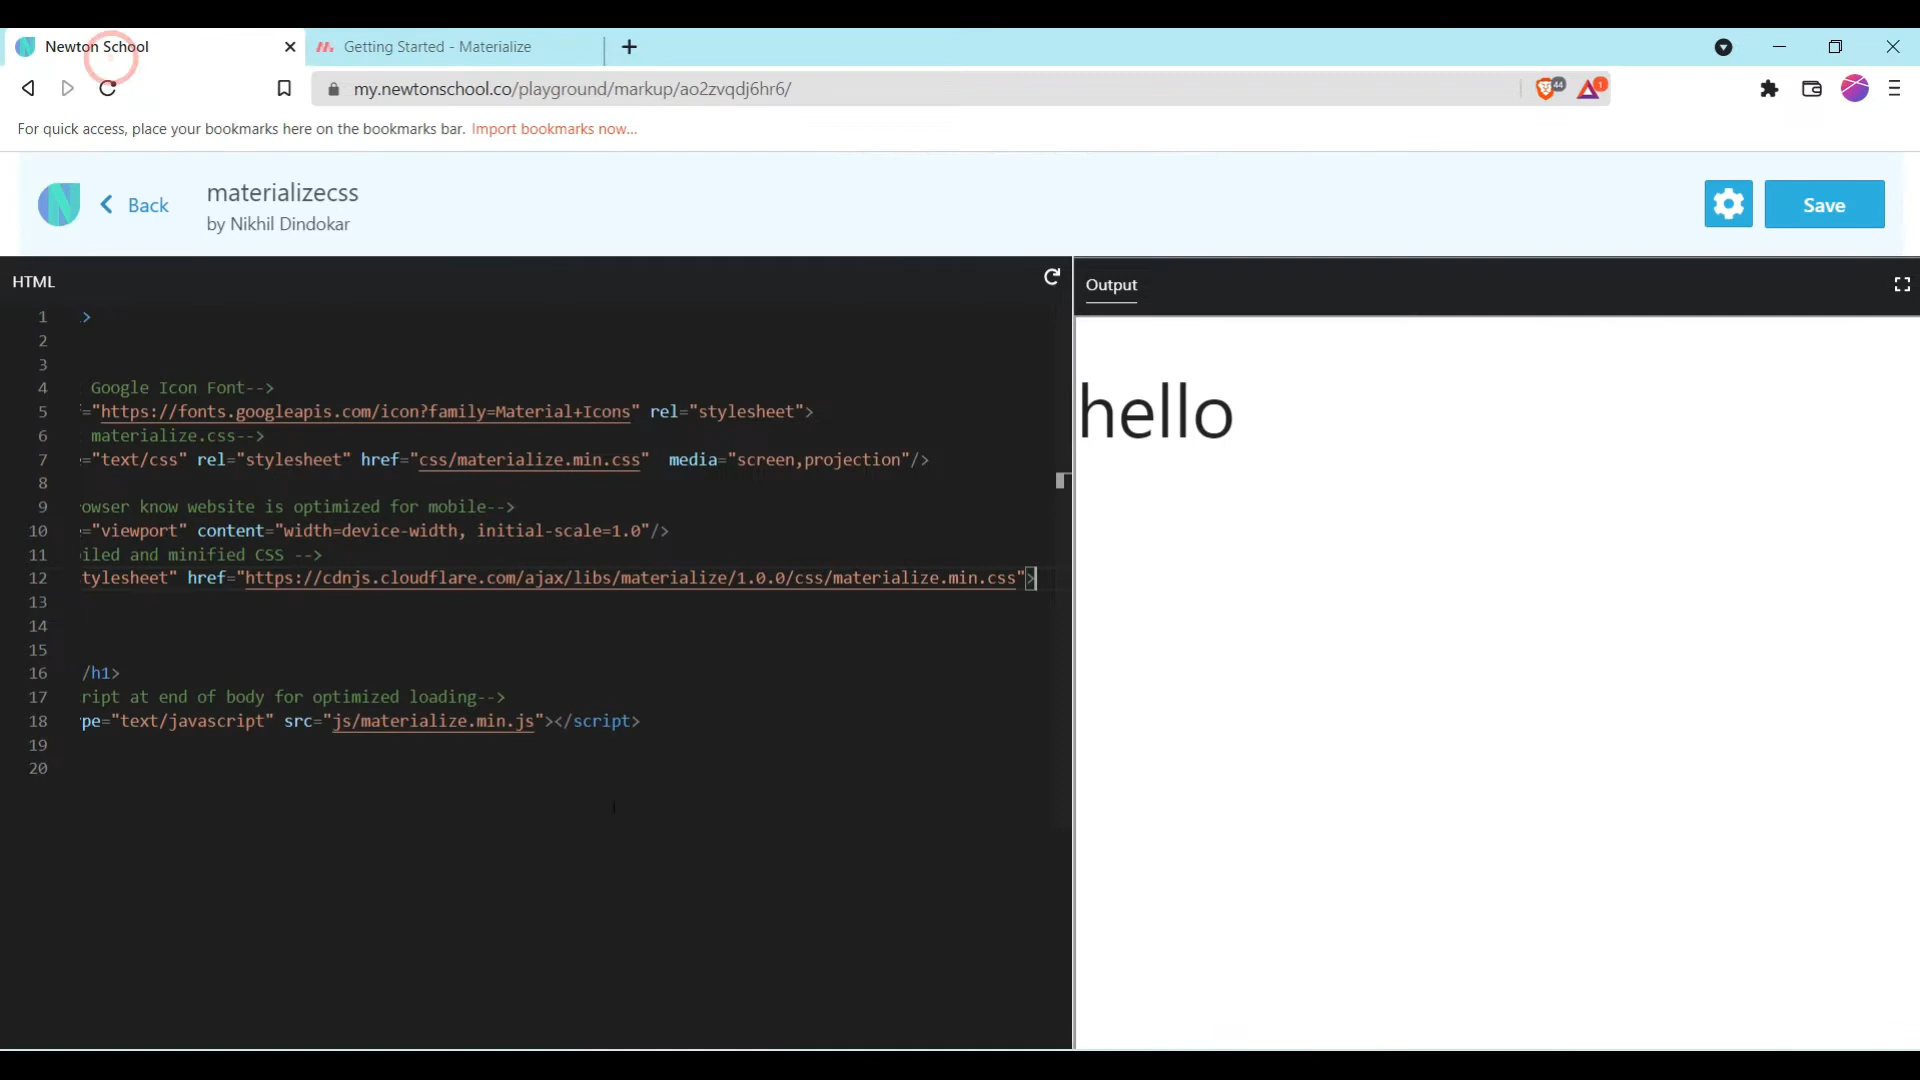 Newton School
Getting Started - Materialize
my.newtonschool.co/playground/markup/ao2zvqdj6hr6/
44
1
For quick access, place your bookmarks here on the bookmarks bar. Import bookmarks now...
Back
materializecss
by Nikhil Dindokar
Save
HTML
Output
1 >
2
3
4 Google Icon Font-->
5 ="https://fonts.googleapis.com/icon?family=Material+Icons" rel="stylesheet">
6 materialize.css-->
7 ="text/css" rel="stylesheet" href="css/materialize.min.css"  media="screen,projection"/>
8
9 owser know website is optimized for mobile-->
10 ="viewport" content="width=device-width, initial-scale=1.0"/>
11 iled and minified CSS -->
12 tylesheet" href="https://cdnjs.cloudflare.com/ajax/libs/materialize/1.0.0/css/materialize.min.css">
13
14
15
16 /h1>
17 ript at end of body for optimized loading-->
18 pe="text/javascript" src="js/materialize.min.js"></script>
19
20
hello